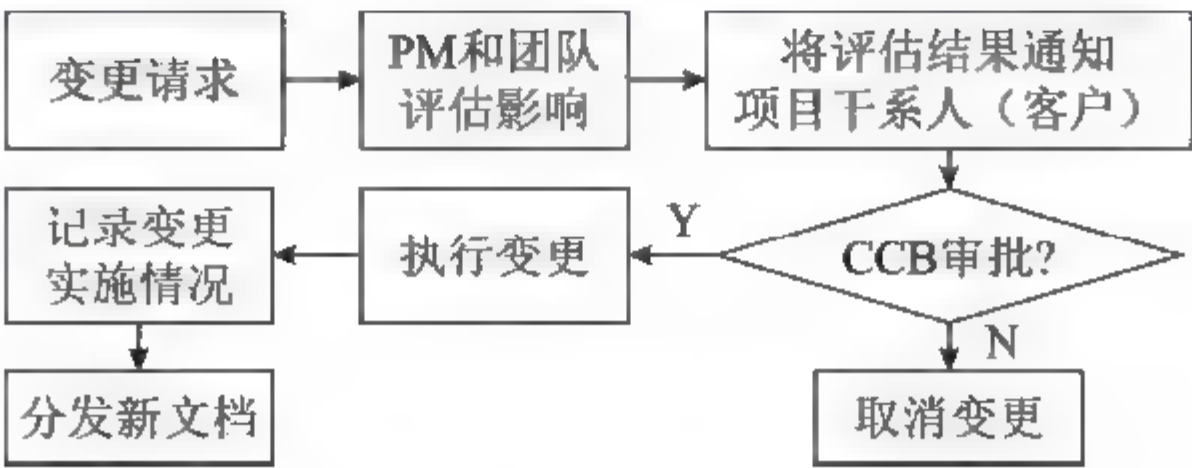 变更请求
PM和团队
评估影响
将评估结果通知
项目干系人（客户）
CCB审批?
Y
N
执行变更
记录变更
实施情况
分发新文档
取消变更